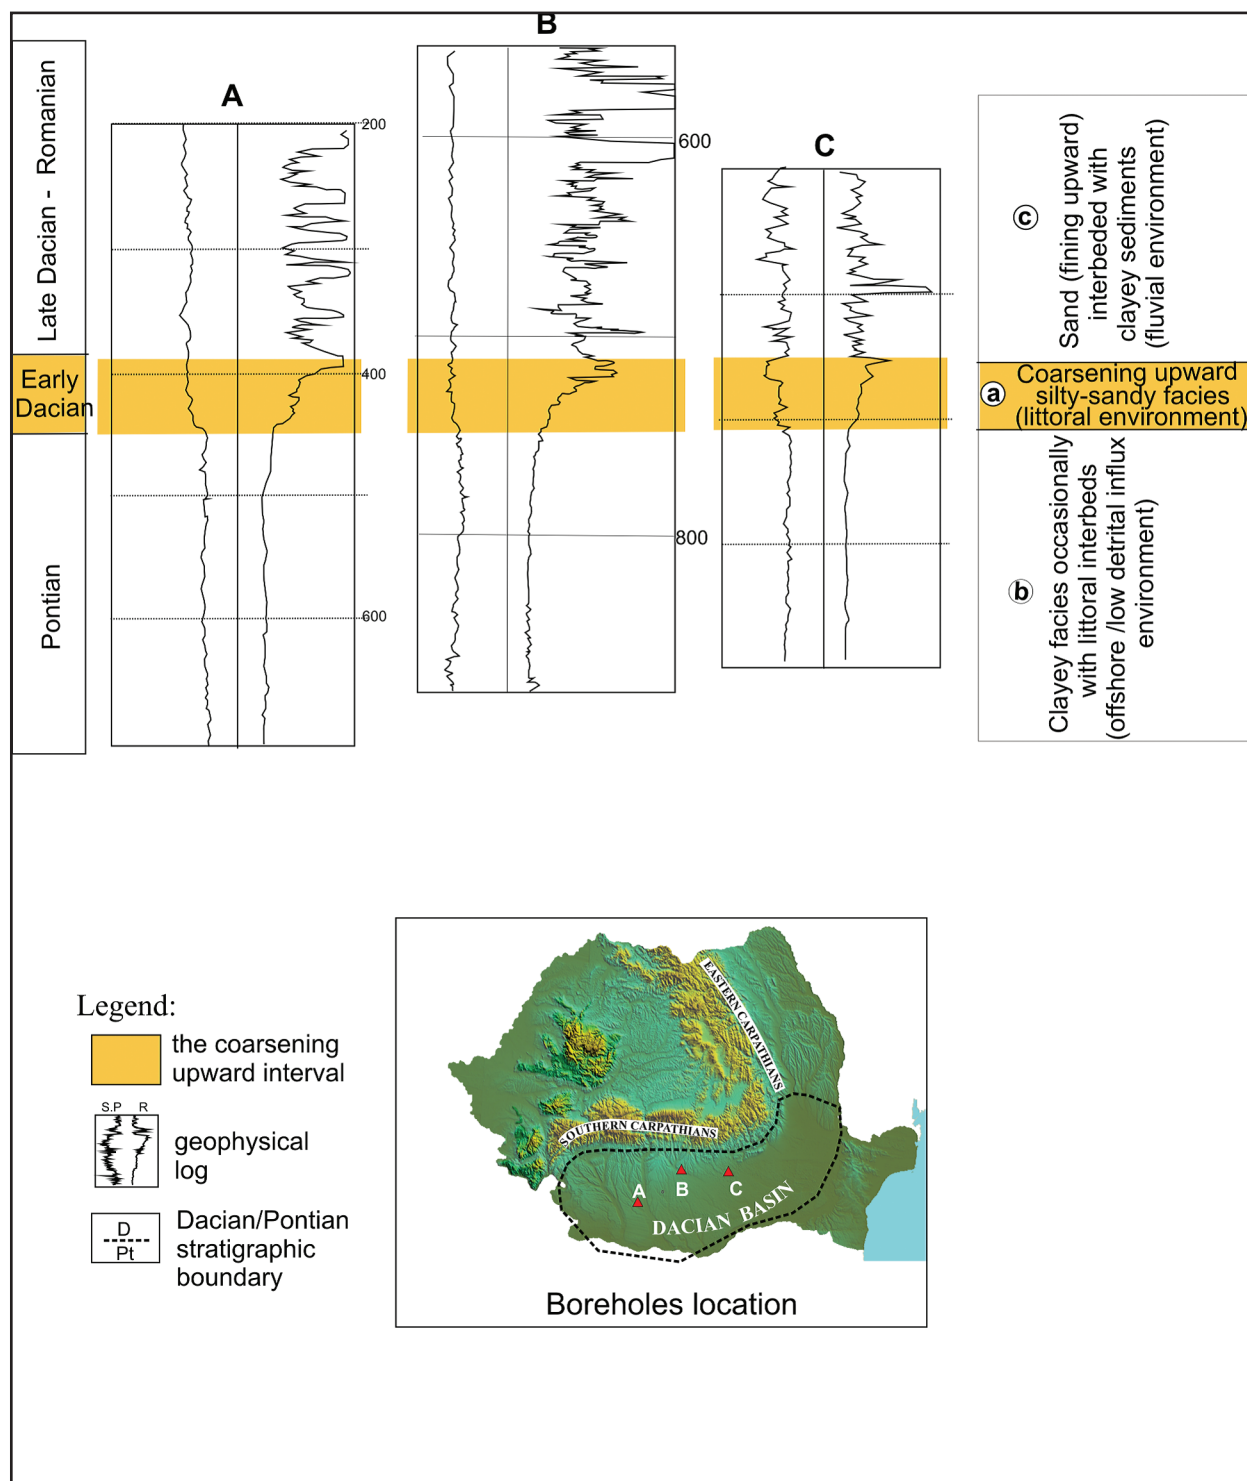 A
B
C
Late Dacian - Romanian
Early
Dacian
Pontian
200
400
600
600
800
c
Sand (fining upward)
interbeded with
clayey sediments
(fluvial environment)
a
Coarsening upward
silty-sandy facies
(littoral environment)
b
Clayey facies occasionally
with littoral interbeds
(offshore /low detrital influx
environment)
Legend:
the coarsening
upward interval
S.P R
geophysical
log
D
Pt
Dacian/Pontian
stratigraphic
boundary
EASTERN CARPATHIANS
SOUTHERN CARPATHIANS
A
B
C
DACIAN BASIN
Boreholes location